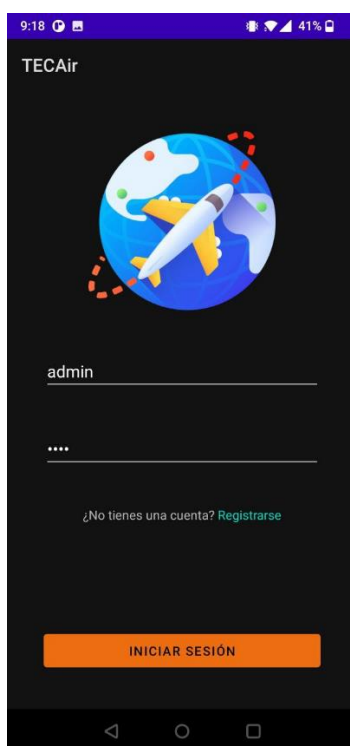 9:18 41%
TECAir
admin
••••
¿No tienes una cuenta? Registrarse
INICIAR SESIÓN